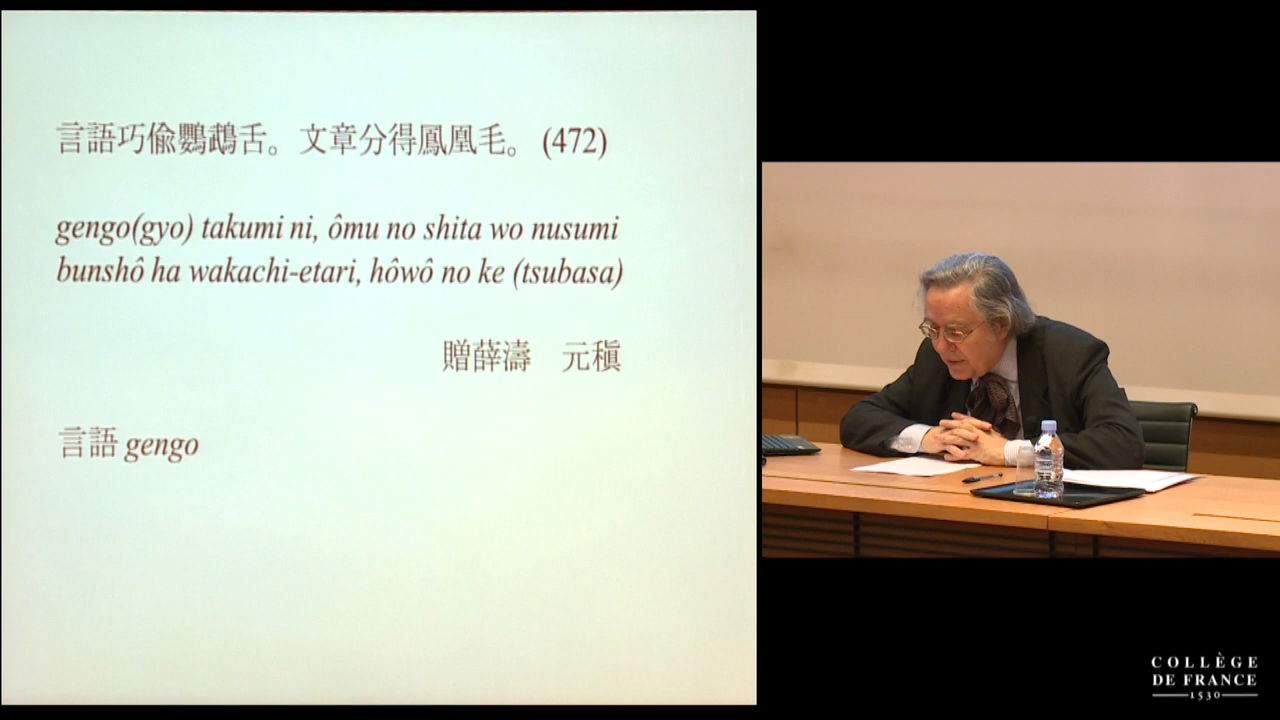 言語巧偸鸚鵡舌。文章分得鳳凰毛。(472)
gengo(gyo) takumi ni, ômu no shita wo nusumi
bunshô ha wakachi-etari, hôwô no ke (tsubasa)
贈薛濤　元稹
言語 gengo
COLLÈGE
DE FRANCE
1530